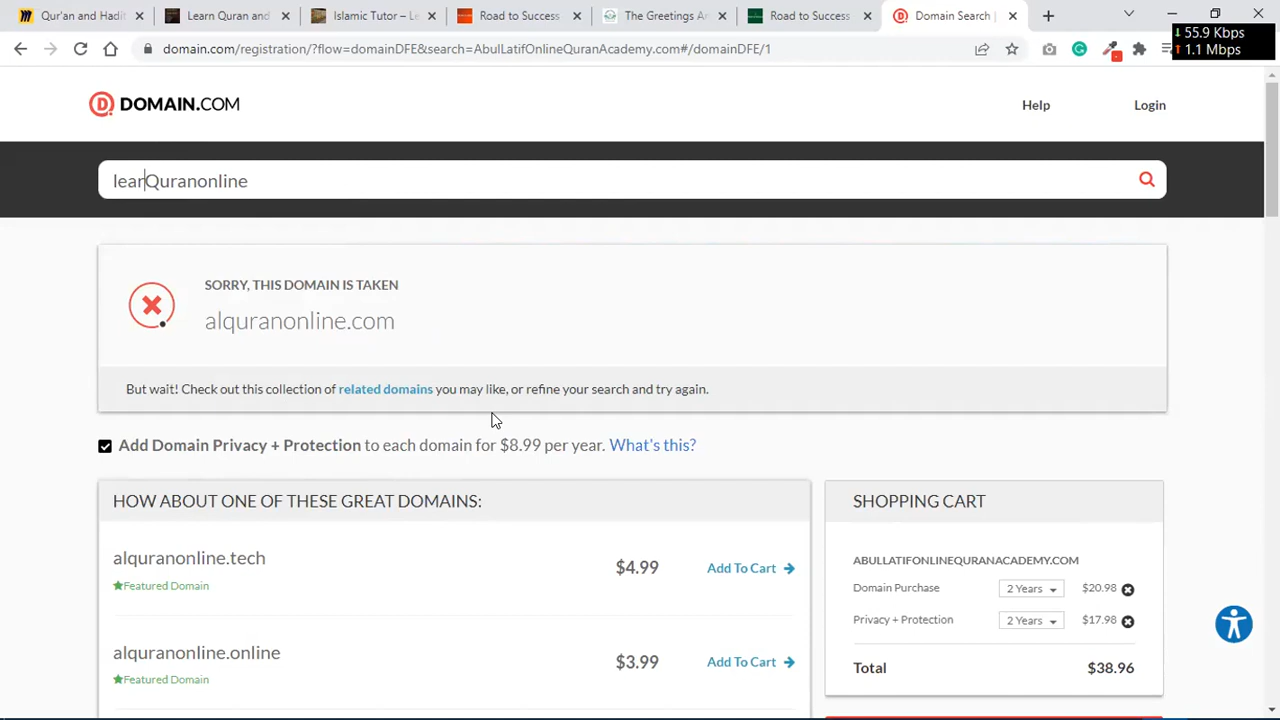 Qur'an and Hadit
Learn Quran and
Islamic Tutor – Le
Road to Success
The Greetings Ar
Road to Success
Domain Search |
55.9 Kbps
1.1 Mbps
domain.com/registration/?flow=domainDFE&search=AbulLatifOnlineQuranAcademy.com#/domainDFE/1
DOMAIN.COM
Help
Login
learQuranonline
SORRY, THIS DOMAIN IS TAKEN
alquranonline.com
But wait! Check out this collection of related domains you may like, or refine your search and try again.
Add Domain Privacy + Protection to each domain for $8.99 per year. What's this?
HOW ABOUT ONE OF THESE GREAT DOMAINS:
alquranonline.tech
Featured Domain
$4.99
Add To Cart
alquranonline.online
Featured Domain
$3.99
Add To Cart
SHOPPING CART
ABULLATIFONLINEQURANACADEMY.COM
Domain Purchase 2 Years $20.98
Privacy + Protection 2 Years $17.98
Total $38.96